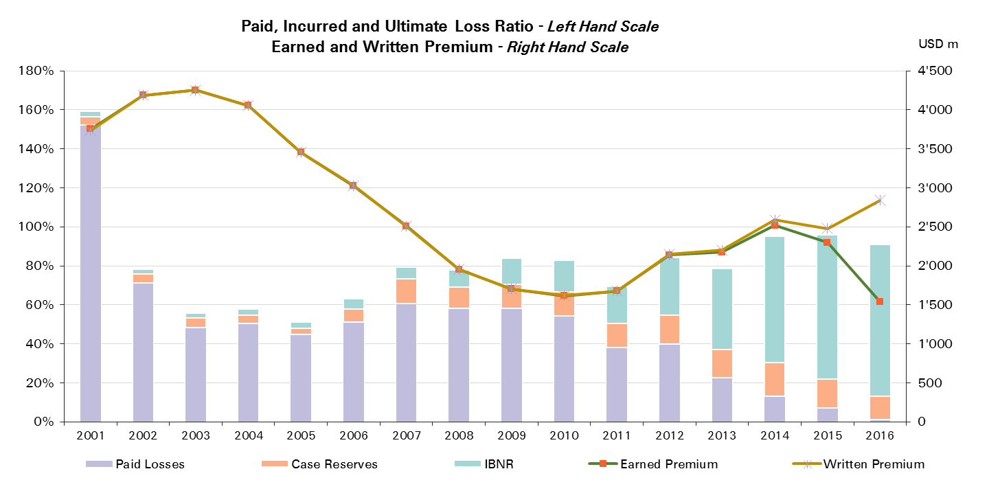 Paid, Incurred and Ultimate Loss Ratio - Left Hand Scale
Earned and Written Premium - Right Hand Scale
USD m
180% 4'500
160% 4'000
140% 3'500
120% 3'000
100% 2'500
80% 2'000
60% 1'500
40% 1'000
20% 500
0% 0
2001 2002 2003 2004 2005 2006 2007 2008 2009 2010 2011 2012 2013 2014 2015 2016
Paid Losses Case Reserves IBNR Earned Premium Written Premium